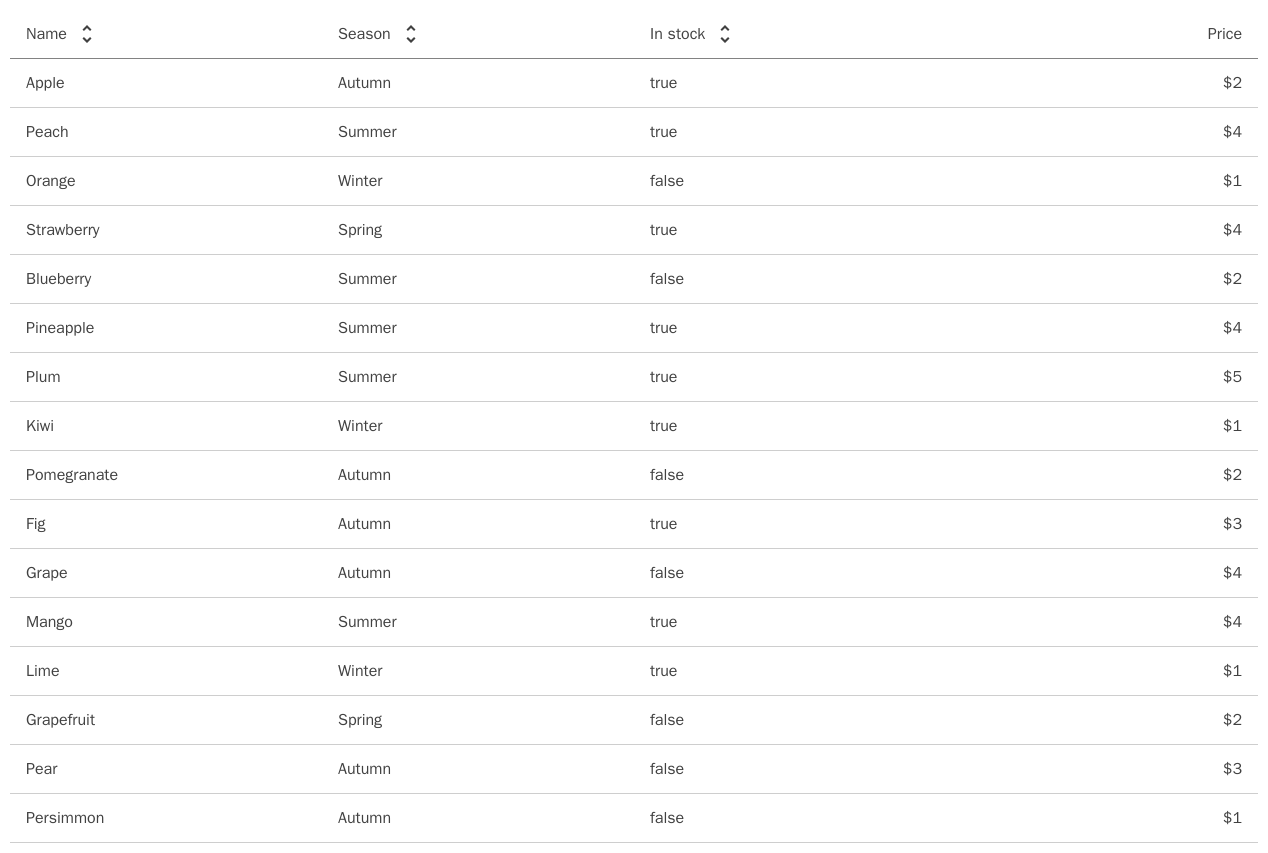 Name Season In stock Price
Apple Autumn true $2
Peach Summer true $4
Orange Winter false $1
Strawberry Spring true $4
Blueberry Summer false $2
Pineapple Summer true $4
Plum Summer true $5
Kiwi Winter true $1
Pomegranate Autumn false $2
Fig Autumn true $3
Grape Autumn false $4
Mango Summer true $4
Lime Winter true $1
Grapefruit Spring false $2
Pear Autumn false $3
Persimmon Autumn false $1